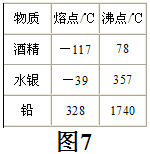 物质 熔点/℃ 沸点/℃
酒精 －117 78
水银 －39 357
铅 328 1740
图7